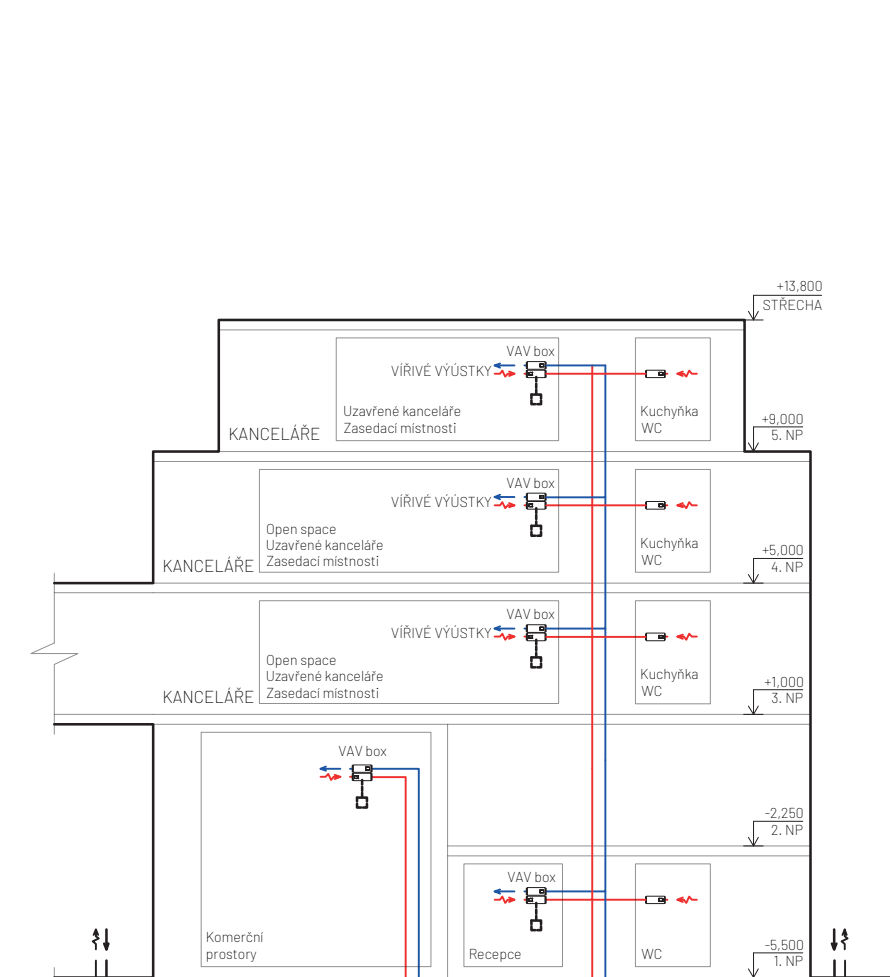 +13,800
STŘECHA
VAV box
VÍŘIVÉ VÝÚSTKY
Uzavřené kanceláře
Zasedací místnosti
Kuchyňka
WC
KANCELÁŘE
+9,000
5. NP
VAV box
VÍŘIVÉ VÝÚSTKY
Open space
Uzavřené kanceláře
Zasedací místnosti
Kuchyňka
WC
KANCELÁŘE
+5,000
4. NP
VAV box
VÍŘIVÉ VÝÚSTKY
Open space
Uzavřené kanceláře
Zasedací místnosti
Kuchyňka
WC
KANCELÁŘE
+1,000
3. NP
VAV box
-2,250
2. NP
VAV box
Komerční
prostory
Recepce
WC
-5,500
1. NP